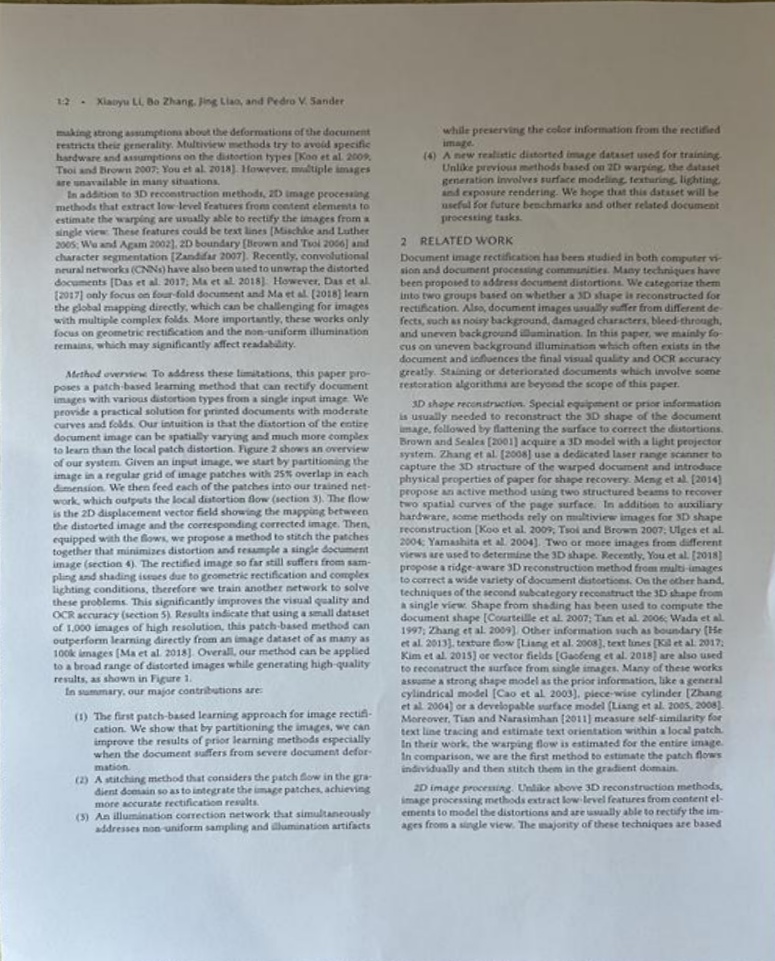 1:2 • Xiaoyu Li, Bo Zhang, Jing Liao, and Pedro V. Sander
making strong assumptions about the deformations of the document
restricts their generality. Multiview methods try to avoid specific
hardware and assumptions on the distortion types [Koo et al. 2009;
Tsoi and Brown 2007; You et al. 2018]. However, multiple images
are unavailable in many situations.
In addition to 3D reconstruction methods, 2D image processing
methods that extract low-level features from content elements to
estimate the warping are usually able to rectify the images from a
single view. These features could be text lines [Mischke and Luther
2005; Wu and Agam 2002], 2D boundary [Brown and Tsoi 2006] and
character segmentation [Zandifar 2007]. Recently, convolutional
neural networks (CNNs) have also been used to unwrap the distorted
documents [Das et al. 2017; Ma et al. 2018]. However, Das et al.
[2017] only focus on four-fold document and Ma et al. [2018] learn
the global mapping directly, which can be challenging for images
with multiple complex folds. More importantly, these works only
focus on geometric rectification and the non-uniform illumination
remains, which may significantly affect readability.
Method overview. To address these limitations, this paper pro-
poses a patch-based learning method that can rectify document
images with various distortion types from a single input image. We
provide a practical solution for printed documents with moderate
curves and folds. Our intuition is that the distortion of the entire
document image can be spatially varying and much more complex
to learn than the local patch distortion. Figure 2 shows an overview
of our system. Given an input image, we start by partitioning the
image in a regular grid of image patches with 25% overlap in each
dimension. We then feed each of the patches into our trained net-
work, which outputs the local distortion flow (section 3). The flow
is the 2D displacement vector field showing the mapping between
the distorted image and the corresponding corrected image. Then,
equipped with the flows, we propose a method to stitch the patches
together that minimizes distortion and resample a single document
image (section 4). The rectified image so far still suffers from sam-
pling and shading issues due to geometric rectification and complex
lighting conditions, therefore we train another network to solve
these problems. This significantly improves the visual quality and
OCR accuracy (section 5). Results indicate that using a small dataset
of 1,000 images of high resolution, this patch-based method can
outperform learning directly from an image dataset of as many as
100k images [Ma et al. 2018]. Overall, our method can be applied
to a broad range of distorted images while generating high-quality
results, as shown in Figure 1.
In summary, our major contributions are:
(1) The first patch-based learning approach for image rectifi-
cation. We show that by partitioning the images, we can
improve the results of prior learning methods especially
when the document suffers from severe document defor-
mation.
(2) A stitching method that considers the patch flow in the gra-
dient domain so as to integrate the image patches, achieving
more accurate rectification results.
(3) An illumination correction network that simultaneously
addresses non-uniform sampling and illumination artifacts
while preserving the color information from the rectified
image.
(4) A new realistic distorted image dataset used for training.
Unlike previous methods based on 2D warping, the dataset
generation involves surface modeling, texturing, lighting,
and exposure rendering. We hope that this dataset will be
useful for future benchmarks and other related document
processing tasks.
2 RELATED WORK
Document image rectification has been studied in both computer vi-
sion and document processing communities. Many techniques have
been proposed to address document distortions. We categorize them
into two groups based on whether a 3D shape is reconstructed for
rectification. Also, document images usually suffer from different de-
fects, such as noisy background, damaged characters, bleed-through,
and uneven background illumination. In this paper, we mainly fo-
cus on uneven background illumination which often exists in the
document and influences the final visual quality and OCR accuracy
greatly. Staining or deteriorated documents which involve some
restoration algorithms are beyond the scope of this paper.
3D shape reconstruction. Special equipment or prior information
is usually needed to reconstruct the 3D shape of the document
image, followed by flattening the surface to correct the distortions.
Brown and Seales [2001] acquire a 3D model with a light projector
system. Zhang et al. [2008] use a dedicated laser range scanner to
capture the 3D structure of the warped document and introduce
physical properties of paper for shape recovery. Meng et al. [2014]
propose an active method using two structured beams to recover
two spatial curves of the page surface. In addition to auxiliary
hardware, some methods rely on multiview images for 3D shape
reconstruction [Koo et al. 2009; Tsoi and Brown 2007; Ulges et al.
2004; Yamashita et al. 2004]. Two or more images from different
views are used to determine the 3D shape. Recently, You et al. [2018]
propose a ridge-aware 3D reconstruction method from multi-images
to correct a wide variety of document distortions. On the other hand,
techniques of the second subcategory reconstruct the 3D shape from
a single view. Shape from shading has been used to compute the
document shape [Courteille et al. 2007; Tan et al. 2006; Wada et al.
1997; Zhang et al. 2009]. Other information such as boundary [He
et al. 2013], texture flow [Liang et al. 2008], text lines [Kil et al. 2017;
Kim et al. 2015] or vector fields [Gaofeng et al. 2018] are also used
to reconstruct the surface from single images. Many of these works
assume a strong shape model as the prior information, like a general
cylindrical model [Cao et al. 2003], piece-wise cylinder [Zhang
et al. 2004] or a developable surface model [Liang et al. 2005, 2008].
Moreover, Tian and Narasimhan [2011] measure self-similarity for
text line tracing and estimate text orientation within a local patch.
In their work, the warping flow is estimated for the entire image.
In comparison, we are the first method to estimate the patch flows
individually and then stitch them in the gradient domain.
2D image processing. Unlike above 3D reconstruction methods,
image processing methods extract low-level features from content el-
ements to model the distortions and are usually able to rectify the im-
ages from a single view. The majority of these techniques are based